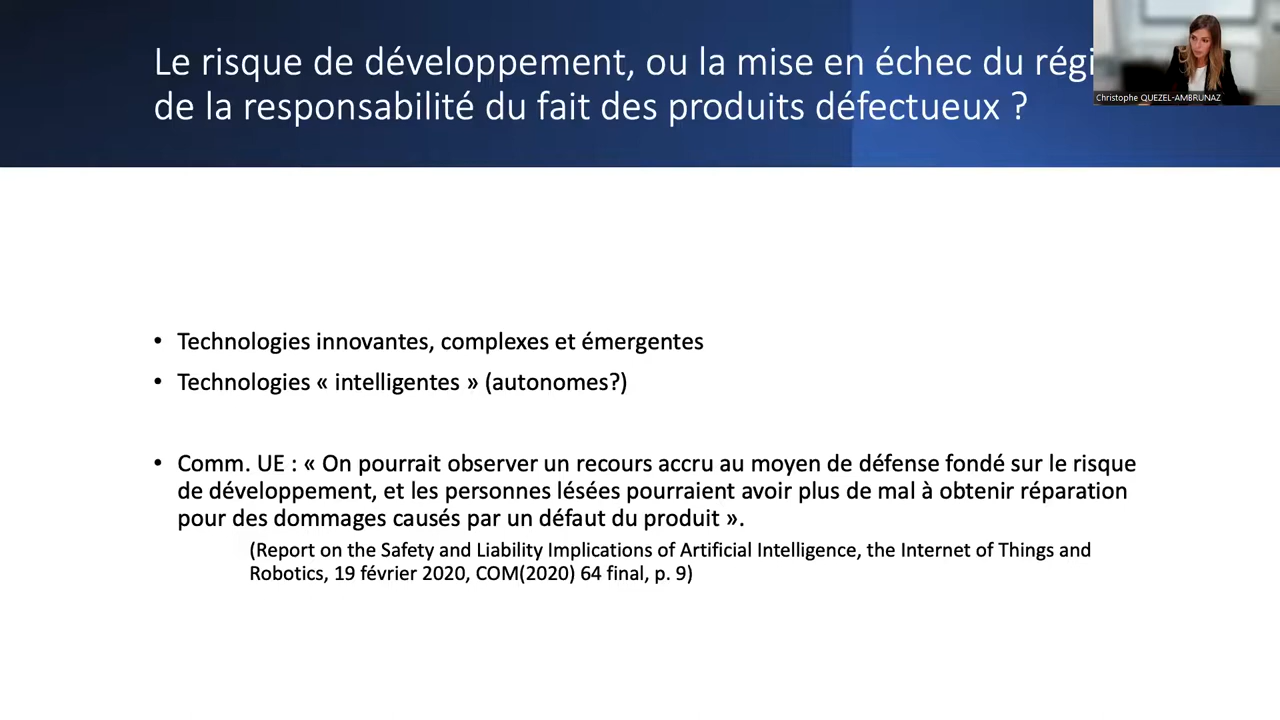 Le risque de développement, ou la mise en échec du régi
de la responsabilité du fait des produits défectueux ?
Christophe QUEZEL-AMBRUNAZ
• Technologies innovantes, complexes et émergentes
• Technologies « intelligentes » (autonomes?)
• Comm. UE : « On pourrait observer un recours accru au moyen de défense fondé sur le risque
de développement, et les personnes lésées pourraient avoir plus de mal à obtenir réparation
pour des dommages causés par un défaut du produit ».
(Report on the Safety and Liability Implications of Artificial Intelligence, the Internet of Things and
Robotics, 19 février 2020, COM(2020) 64 final, p. 9)